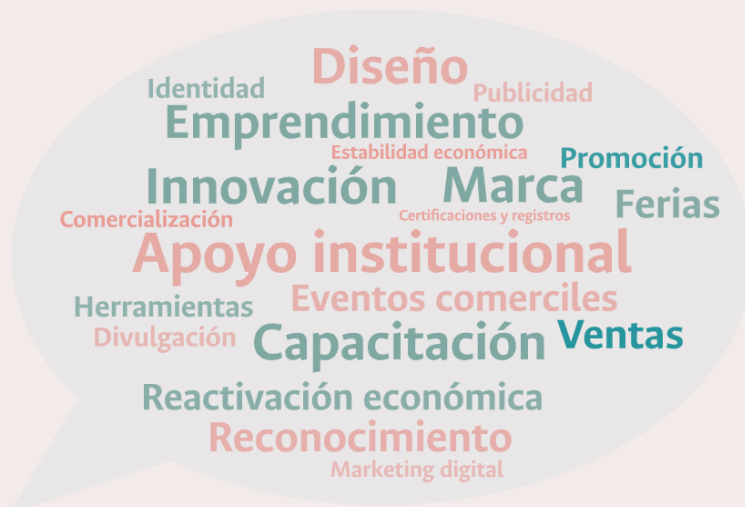 Diseño
Identidad
Publicidad
Emprendimiento
Estabilidad económica
Promoción
Innovación
Marca
Ferias
Comercialización
Certificaciones y registros
Apoyo institucional
Herramientas
Eventos comerciles
Divulgación
Capacitación
Ventas
Reactivación económica
Reconocimiento
Marketing digital